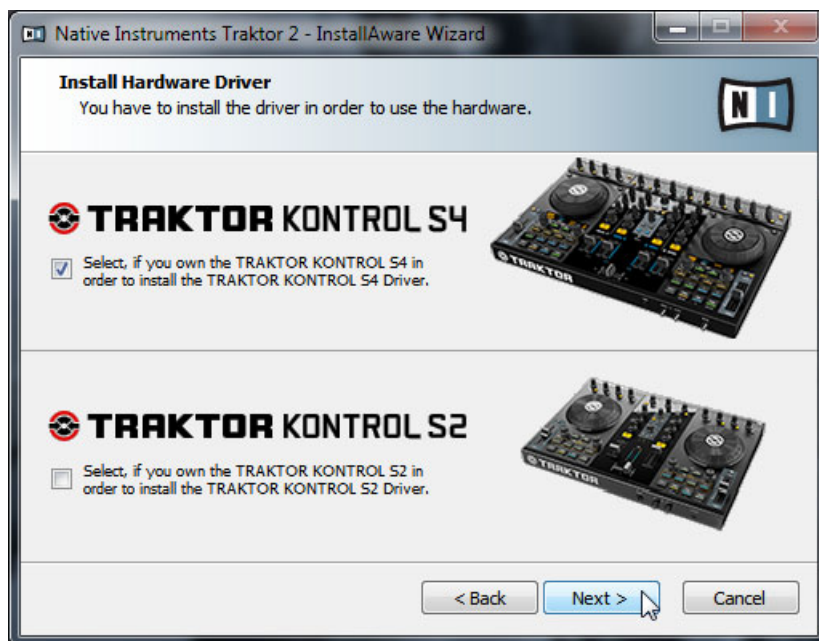 Native Instruments Traktor 2 - InstallAware Wizard
Install Hardware Driver
You have to install the driver in order to use the hardware.
N I
TRAKTOR KONTROL S4
Select, if you own the TRAKTOR KONTROL S4 in
order to install the TRAKTOR KONTROL S4 Driver.
TRAKTOR
TRAKTOR KONTROL S2
Select, if you own the TRAKTOR KONTROL S2 in
order to install the TRAKTOR KONTROL S2 Driver.
TRAKTOR
< Back
Next >
Cancel